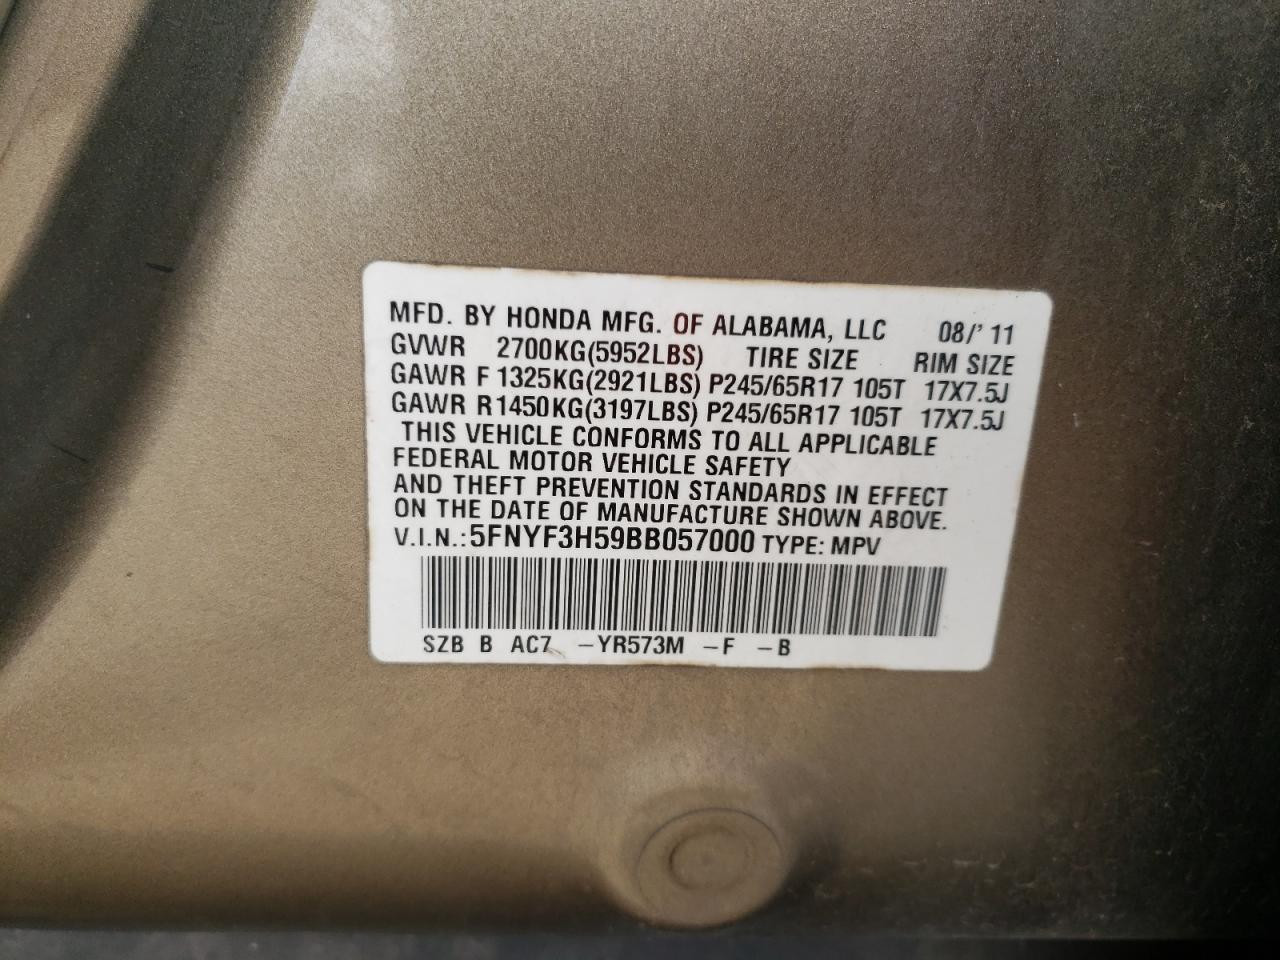 MFD. BY HONDA MFG. OF ALABAMA, LLC 08/' 11
GVWR 2700KG(5952LBS) TIRE SIZE RIM SIZE
GAWR F 1325KG(2921LBS) P245/65R17 105T 17X7.5J
GAWR R1450KG(3197LBS) P245/65R17 105T 17X7.5J
THIS VEHICLE CONFORMS TO ALL APPLICABLE
FEDERAL MOTOR VEHICLE SAFETY
AND THEFT PREVENTION STANDARDS IN EFFECT
ON THE DATE OF MANUFACTURE SHOWN ABOVE.
V.I.N.:5FNYF3H59BB057000 TYPE: MPV
SZB B AC7 -YR573M -F -B